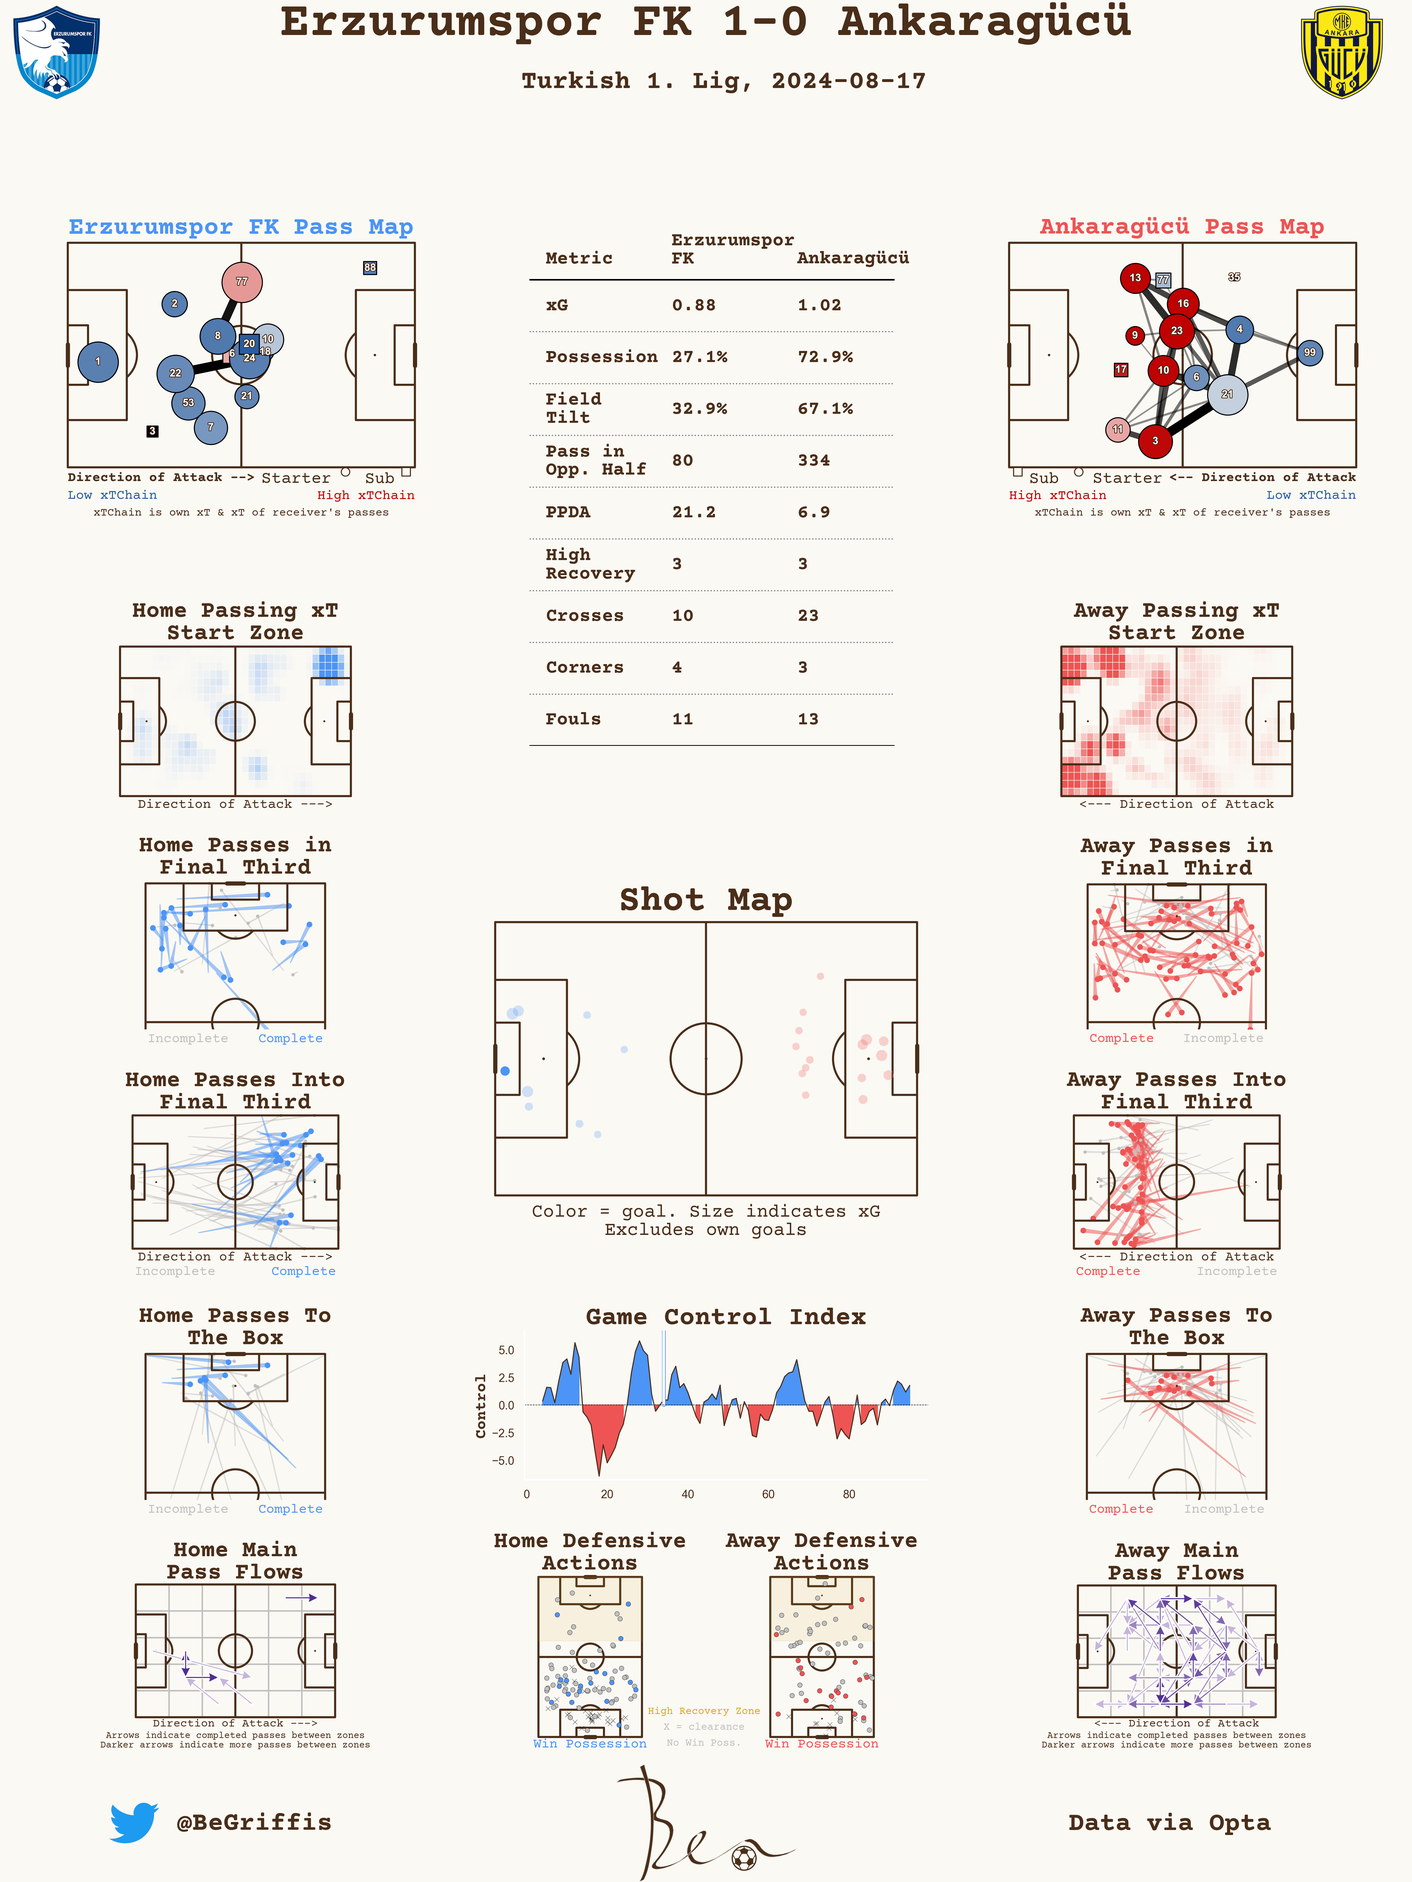 Erzurumspor FK 1-0 Ankaragücü
Turkish 1. Lig, 2024-08-17
ERZURUMSPOR FK
MKE
ANKARA
GÜCÜ
1910
Erzurumspor FK Pass Map
77
88
2
8
20
10
6
18
24
1
22
53
21
7
3
Direction of Attack --> Starter Sub
Low xTChain High xTChain
xTChain is own xT & xT of receiver's passes
Metric Erzurumspor FK Ankaragücü
xG 0.88 1.02
Possession 27.1% 72.9%
Field Tilt 32.9% 67.1%
Pass in Opp. Half 80 334
PPDA 21.2 6.9
High Recovery 3 3
Crosses 10 23
Corners 4 3
Fouls 11 13
Ankaragücü Pass Map
13
77
35
16
23
4
9
99
17
10
6
21
11
3
Sub Starter <-- Direction of Attack
High xTChain Low xTChain
xTChain is own xT & xT of receiver's passes
Home Passing xT
Start Zone
Direction of Attack --->
Away Passing xT
Start Zone
<--- Direction of Attack
Home Passes in
Final Third
Incomplete Complete
Away Passes in
Final Third
Complete Incomplete
Shot Map
Color = goal. Size indicates xG
Excludes own goals
Home Passes Into
Final Third
Direction of Attack --->
Incomplete Complete
Away Passes Into
Final Third
<--- Direction of Attack
Complete Incomplete
Home Passes To
The Box
Incomplete Complete
Game Control Index
Control
5.0
2.5
0.0
−2.5
−5.0
0 20 40 60 80
Away Passes To
The Box
Complete Incomplete
Home Main
Pass Flows
Direction of Attack --->
Arrows indicate completed passes between zones
Darker arrows indicate more passes between zones
Home Defensive
Actions
Win Possession
Away Defensive
Actions
Win Possession
High Recovery Zone
X = clearance
No Win Poss.
Away Main
Pass Flows
<--- Direction of Attack
Arrows indicate completed passes between zones
Darker arrows indicate more passes between zones
@BeGriffis
Ben
Data via Opta